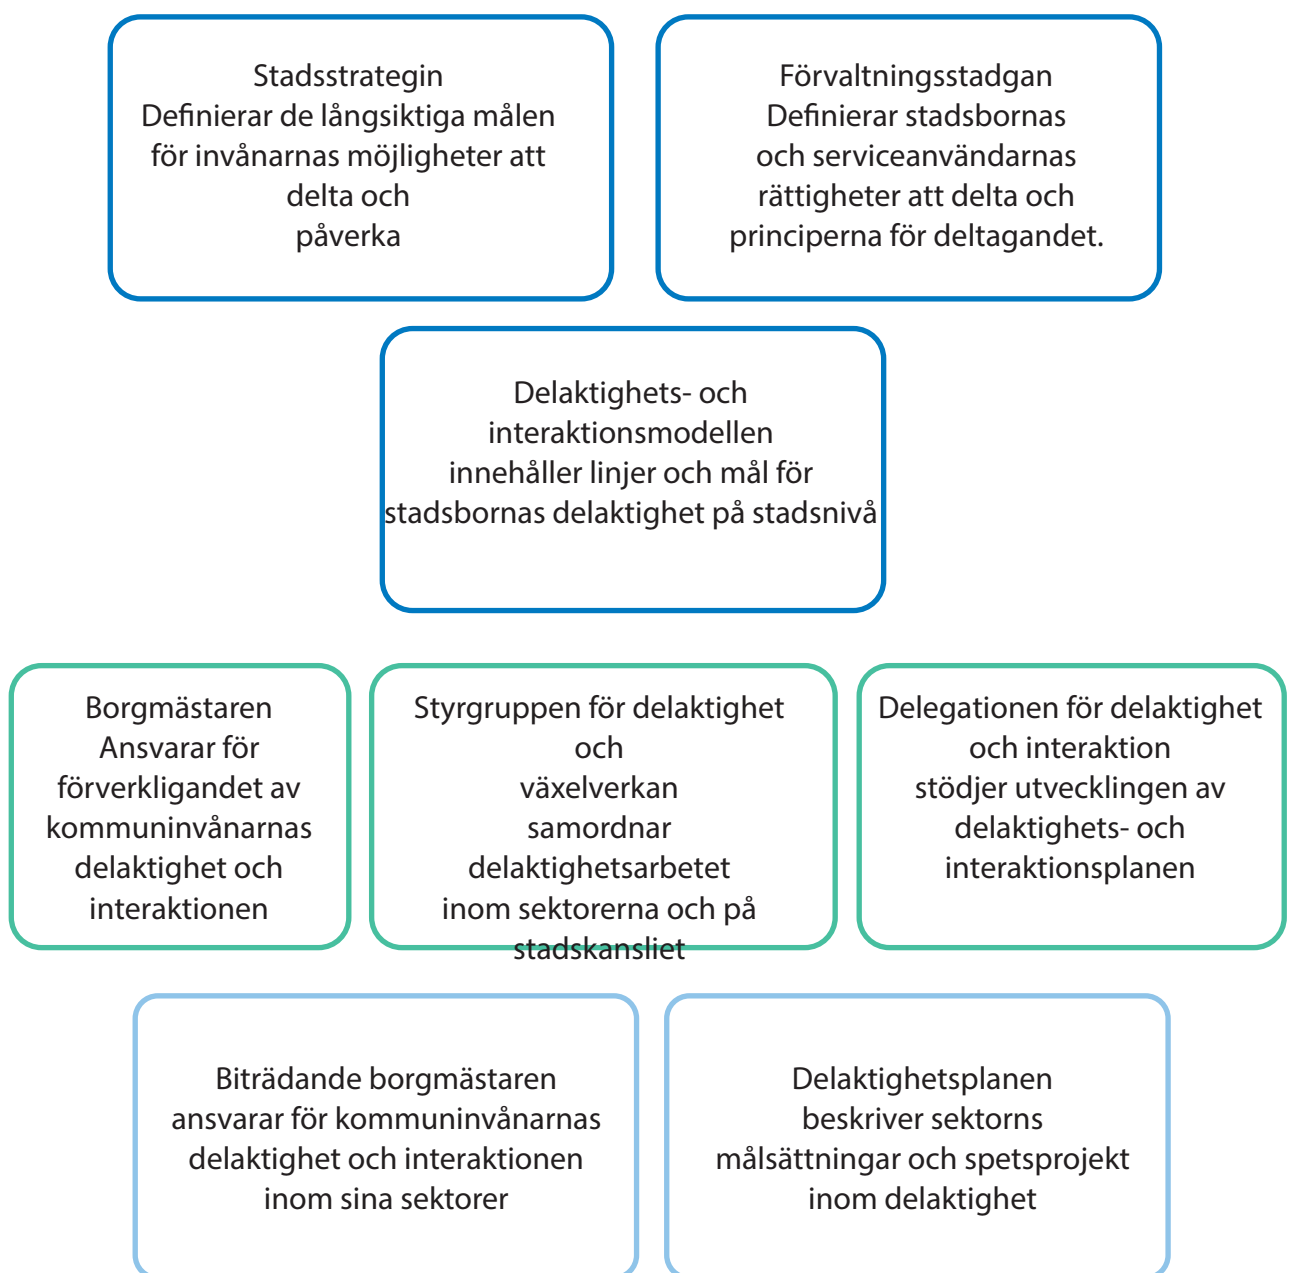 Stadsstrategin
Definierar de långsiktiga målen
för invånarnas möjligheter att
delta och
påverka
Förvaltningsstadgan
Definierar stadsbornas
och serviceanvändarnas
rättigheter att delta och
principerna för deltagandet.
Delaktighets- och
interaktionsmodellen
innehåller linjer och mål för
stadsbornas delaktighet på stadsnivå
Borgmästaren
Ansvarar för
förverkligandet av
kommuninvånarnas
delaktighet och
interaktionen
Styrgruppen för delaktighet
och
växelverkan
samordnar
delaktighetsarbetet
inom sektorerna och på
stadskansliet
Delegationen för delaktighet
och interaktion
stödjer utvecklingen av
delaktighets- och
interaktionsplanen
Biträdande borgmästaren
ansvarar för kommuninvånarnas
delaktighet och interaktionen
inom sina sektorer
Delaktighetsplanen
beskriver sektorns
målsättningar och spetsprojekt
inom delaktighet